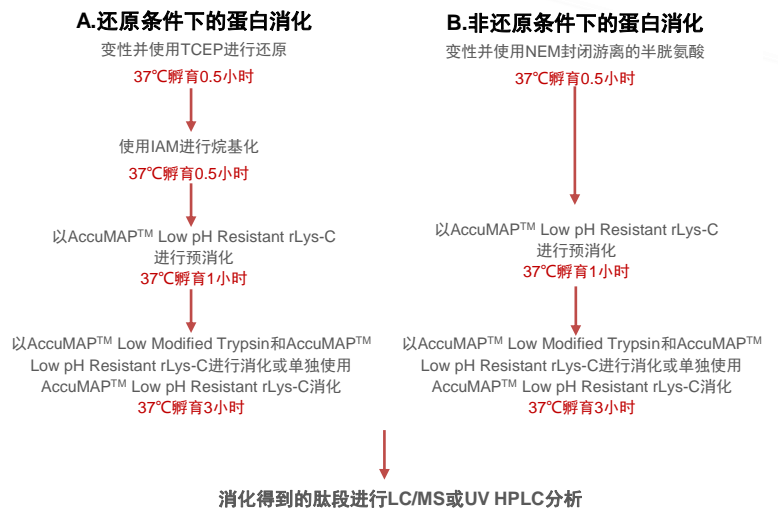 A.还原条件下的蛋白消化
变性并使用TCEP进行还原
37℃孵育0.5小时
使用IAM进行烷基化
37℃孵育0.5小时
以AccuMAP™ Low pH Resistant rLys-C
进行预消化
37℃孵育1小时
以AccuMAP™ Low Modified Trypsin和AccuMAP™
Low pH Resistant rLys-C进行消化或单独使用
AccuMAP™ Low pH Resistant rLys-C消化
37℃孵育3小时
B.非还原条件下的蛋白消化
变性并使用NEM封闭游离的半胱氨酸
37℃孵育0.5小时
以AccuMAP™ Low pH Resistant rLys-C
进行预消化
37℃孵育1小时
以AccuMAP™ Low Modified Trypsin和AccuMAP™
Low pH Resistant rLys-C进行消化或单独使用
AccuMAP™ Low pH Resistant rLys-C消化
37℃孵育3小时
消化得到的肽段进行LC/MS或UV HPLC分析